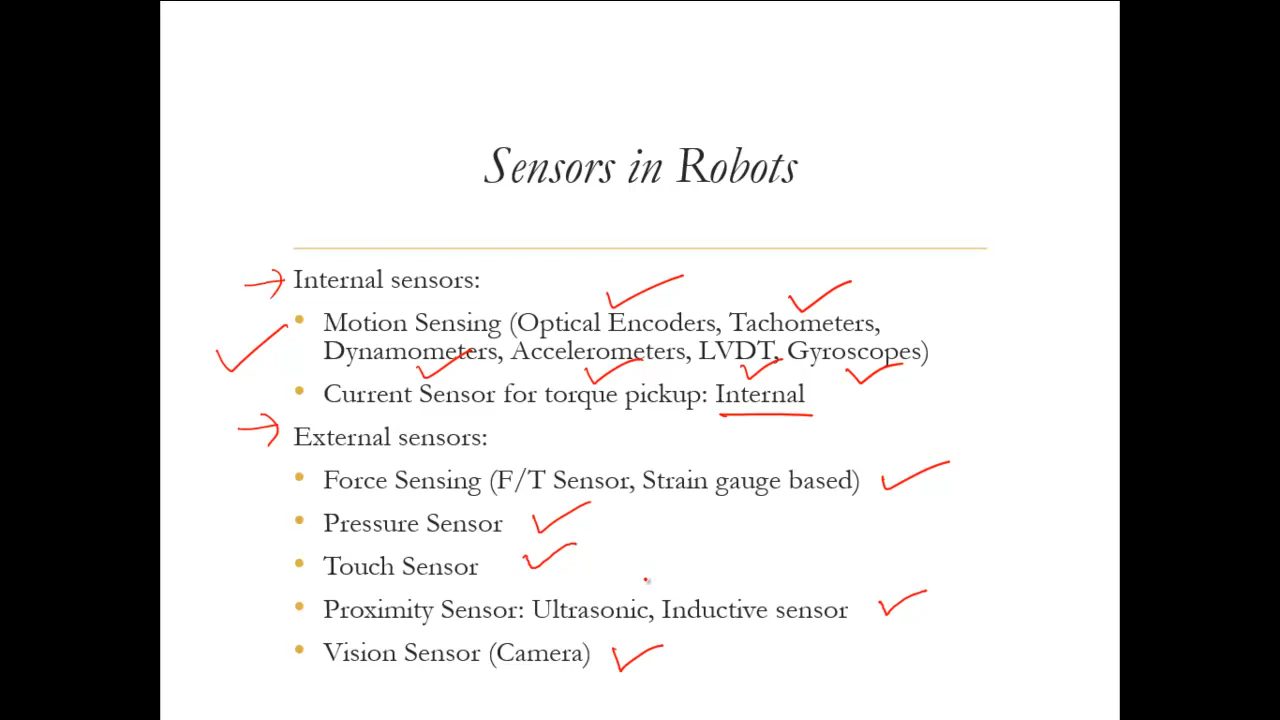 Sensors in Robots
Internal sensors:
• Motion Sensing (Optical Encoders, Tachometers,
Dynamometers, Accelerometers, LVDT, Gyroscopes)
• Current Sensor for torque pickup: Internal
External sensors:
• Force Sensing (F/T Sensor, Strain gauge based)
• Pressure Sensor
• Touch Sensor
• Proximity Sensor: Ultrasonic, Inductive sensor
• Vision Sensor (Camera)